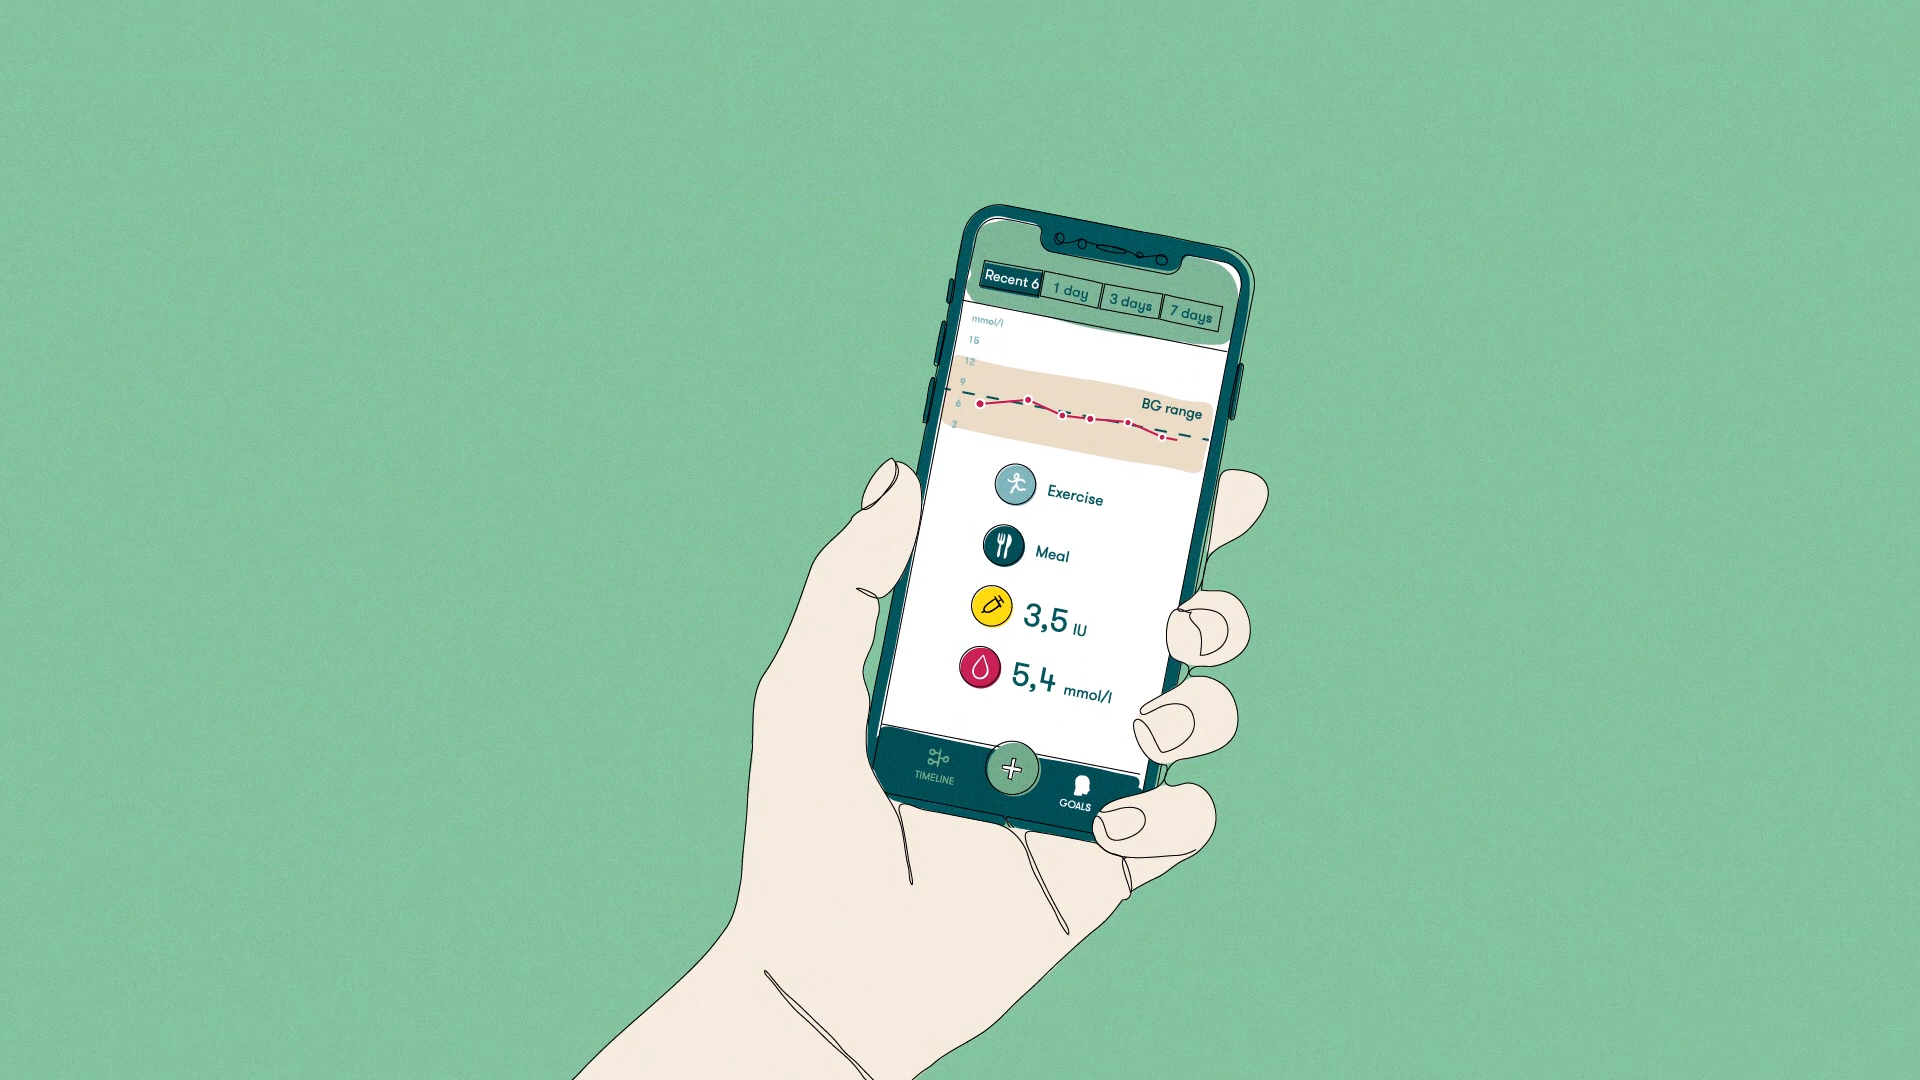 Recent 6 1 day 3 days 7 days
mmol/l
15
12
9
BG range
6
3
Exercise
Meal
3,5 IU
5,4 mmol/l
TIMELINE
GOALS